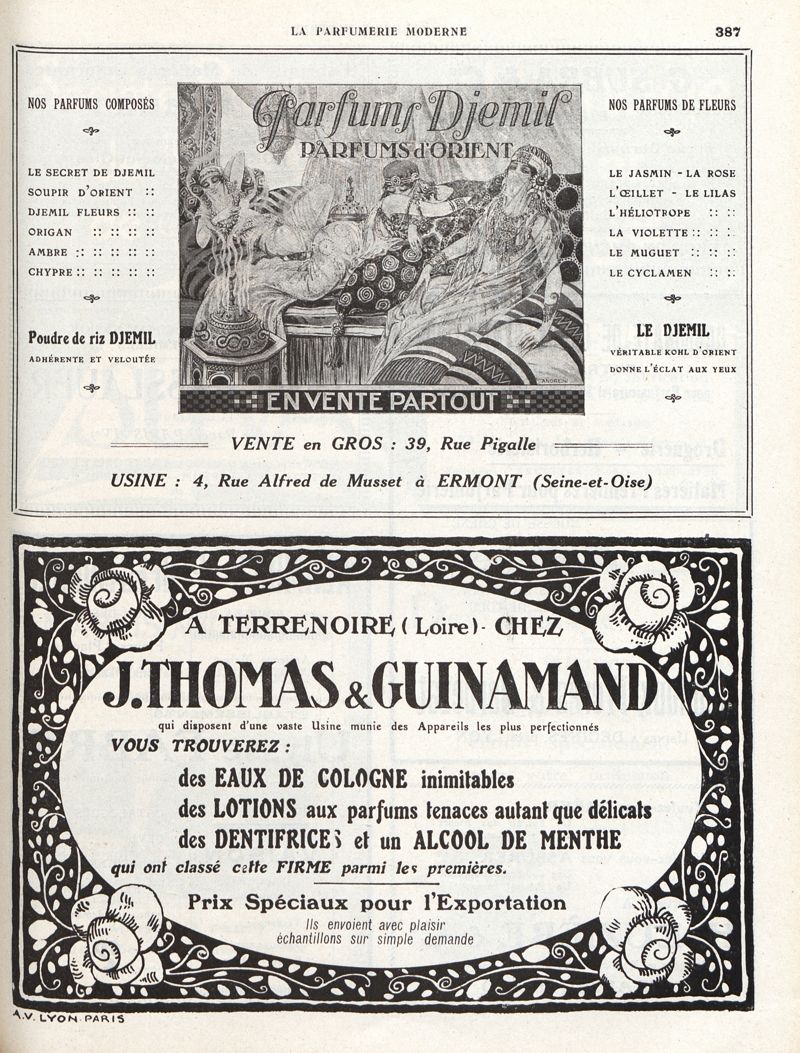 LA PARFUMERIE MODERNE
387
NOS PARFUMS COMPOSÉS
LE SECRET DE DJEMIL
SOUPIR D'ORIENT ::
DJEMIL FLEURS :: ::
ORIGAN :: :: :: ::
AMBRE :: :: :: :: ::
CHYPRE :: :: :: :: ::
Poudre de riz DJEMIL
ADHÉRENTE ET VELOUTÉE
Parfums Djemil
PARFUMS d'ORIENT
EN VENTE PARTOUT
NOS PARFUMS DE FLEURS
LE JASMIN - LA ROSE
L'ŒILLET - LE LILAS
L'HÉLIOTROPE :: ::
LA VIOLETTE :: :: ::
LE MUGUET :: :: ::
LE CYCLAMEN :: ::
LE DJEMIL
VÉRITABLE KOHL D'ORIENT
DONNE L'ÉCLAT AUX YEUX
VENTE en GROS : 39, Rue Pigalle
USINE : 4, Rue Alfred de Musset à ERMONT (Seine-et-Oise)
A TERRENOIRE (Loire) - CHEZ
J. THOMAS & GUINAMAND
qui disposent d'une vaste Usine munie des Appareils les plus perfectionnés
VOUS TROUVEREZ :
des EAUX DE COLOGNE inimitables
des LOTIONS aux parfums tenaces autant que délicats
des DENTIFRICES et un ALCOOL DE MENTHE
qui ont classé cette FIRME parmi les premières.
Prix Spéciaux pour l'Exportation
Ils envoient avec plaisir
échantillons sur simple demande
A.V. LYON-PARIS